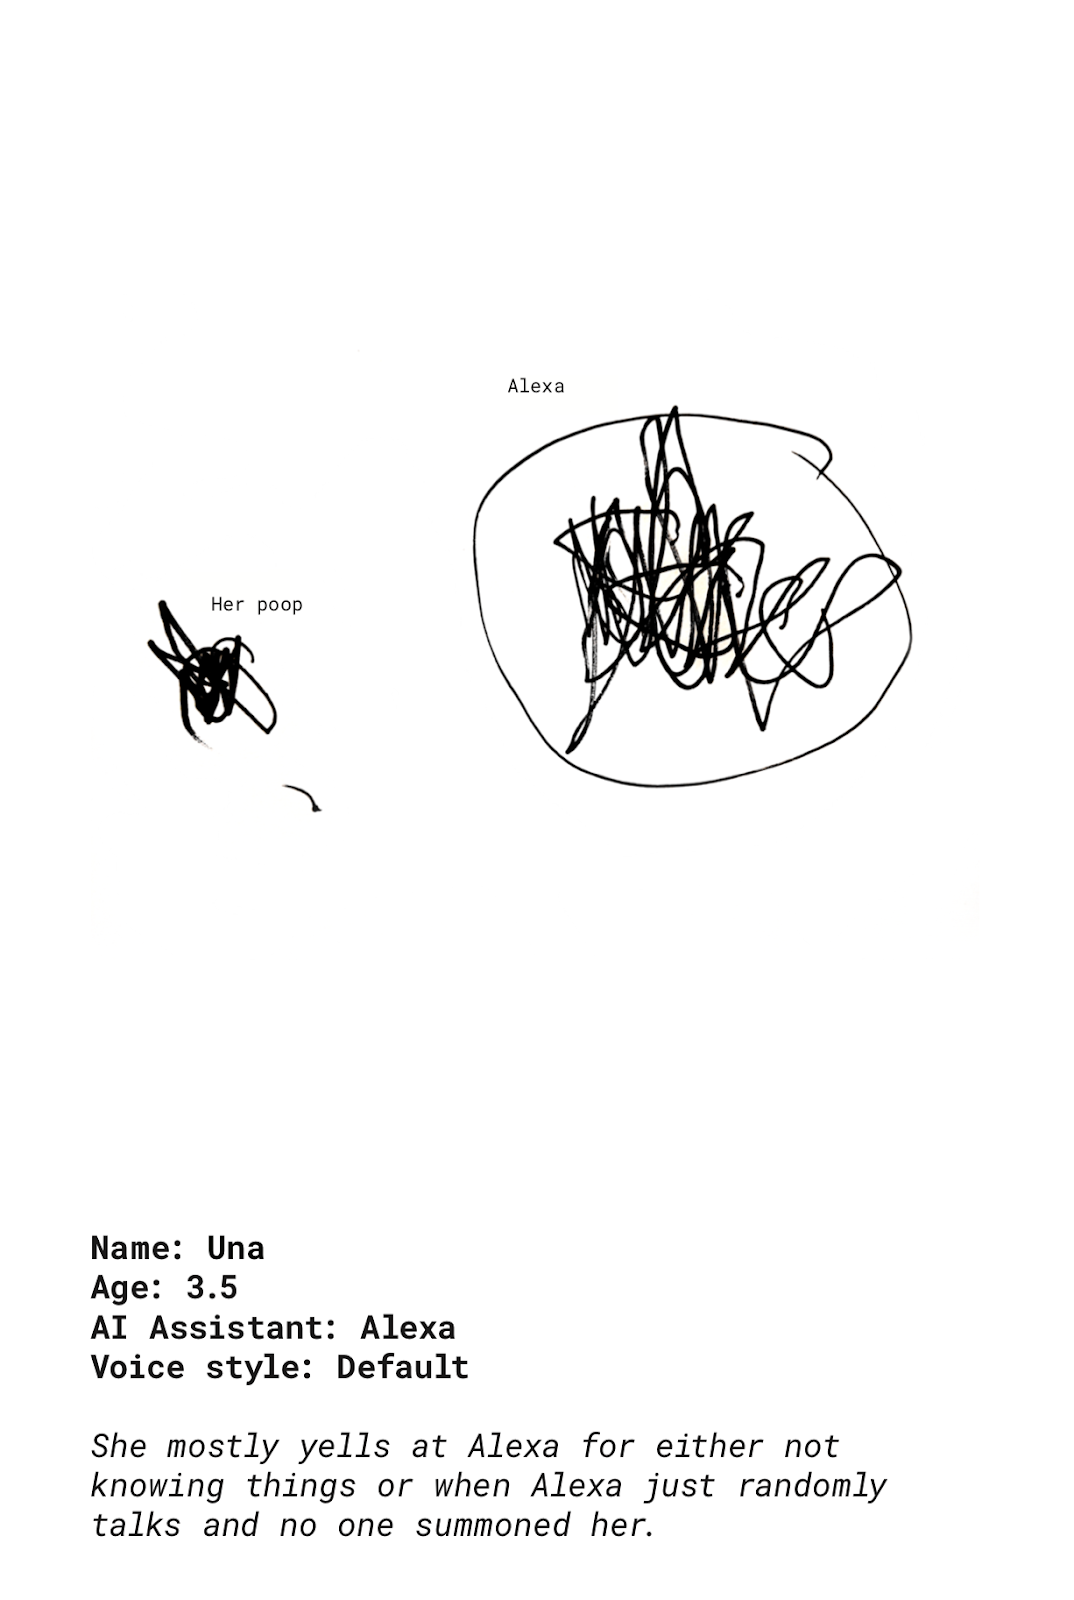 Alexa
Her poop
Name: Una
Age: 3.5
AI Assistant: Alexa
Voice style: Default
She mostly yells at Alexa for either not
knowing things or when Alexa just randomly
talks and no one summoned her.